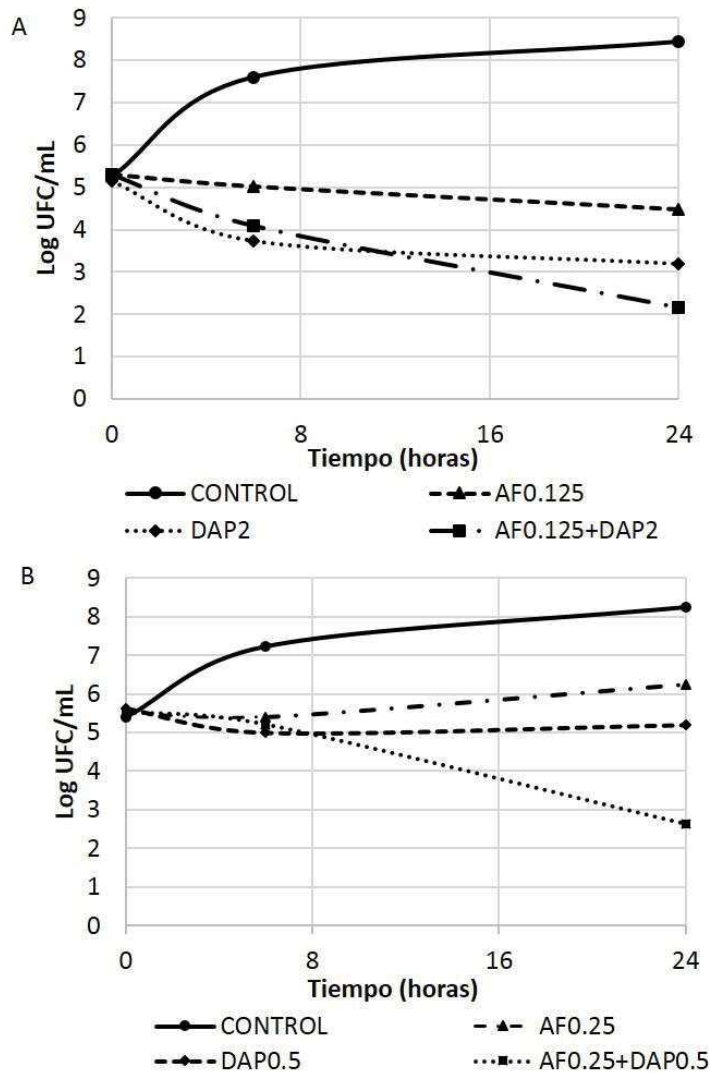 A
9
8
7
6
5
4
3
2
1
0
Log UFC/mL
0 8 16 24
Tiempo (horas)
CONTROL AF0.125
DAP2 AF0.125+DAP2
B
9
8
7
6
5
4
3
2
1
0
Log UFC/mL
0 8 16 24
Tiempo (horas)
CONTROL AF0.25
DAP0.5 AF0.25+DAP0.5